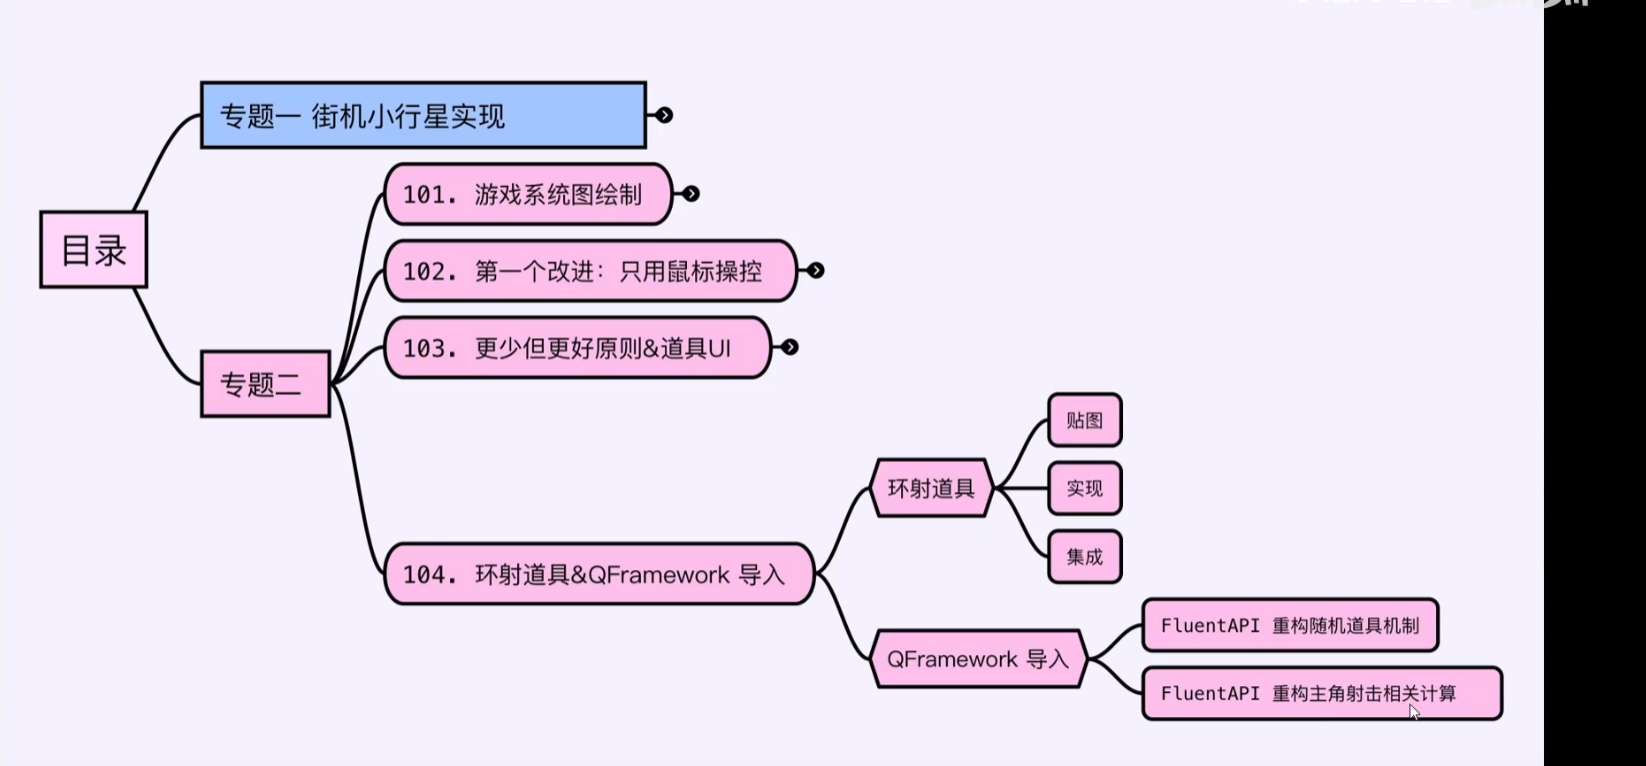 目录
专题一 街机小行星实现
专题二
101. 游戏系统图绘制
102. 第一个改进：只用鼠标操控
103. 更少但更好原则&道具UI
104. 环射道具&QFramework 导入
环射道具
贴图
实现
集成
QFramework 导入
FluentAPI 重构随机道具机制
FluentAPI 重构主角射击相关计算